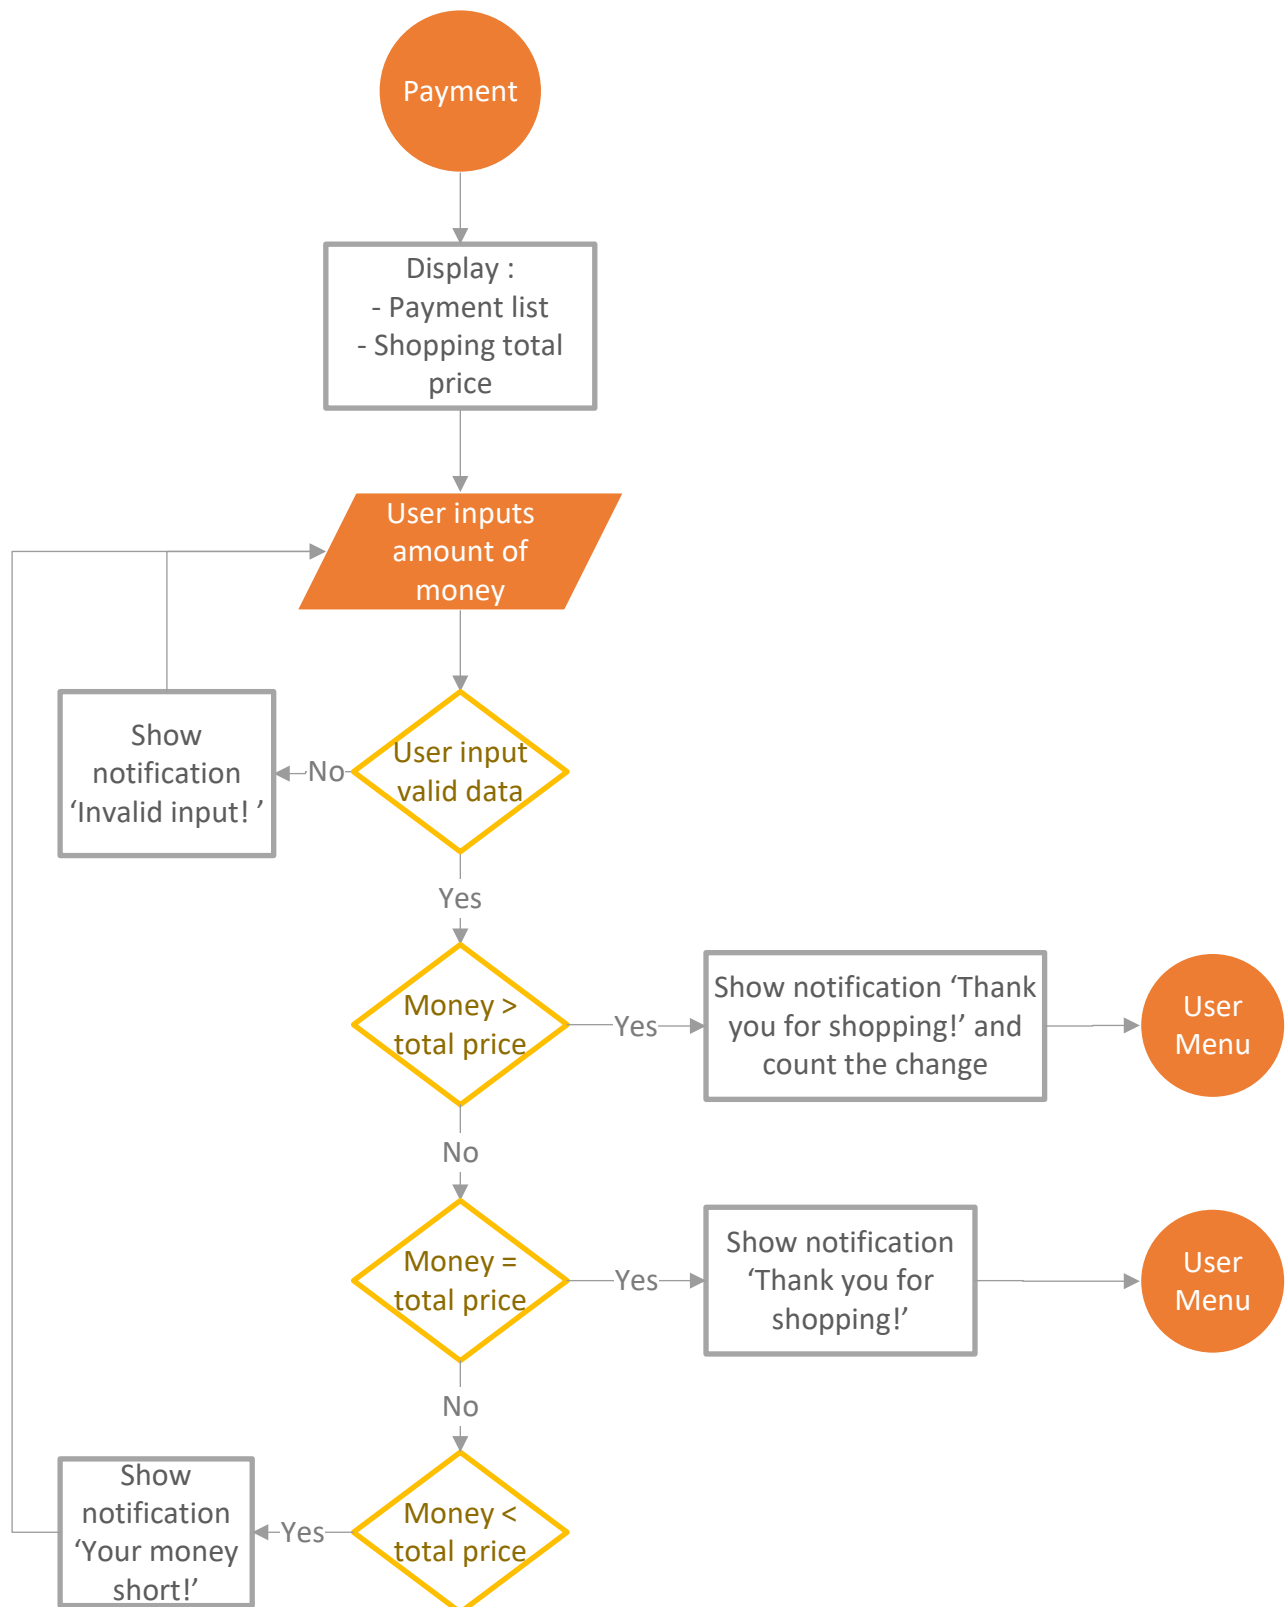 Payment
Display :
- Payment list
- Shopping total
price
User inputs
amount of
money
Show
notification
‘Invalid input! ’
No
User input
valid data
Yes
Money >
total price
Yes
Show notification ‘Thank
you for shopping!’ and
count the change
User
Menu
No
Money =
total price
Yes
Show notification
‘Thank you for
shopping!’
User
Menu
No
Show
notification
‘Your money
short!’
Yes
Money <
total price